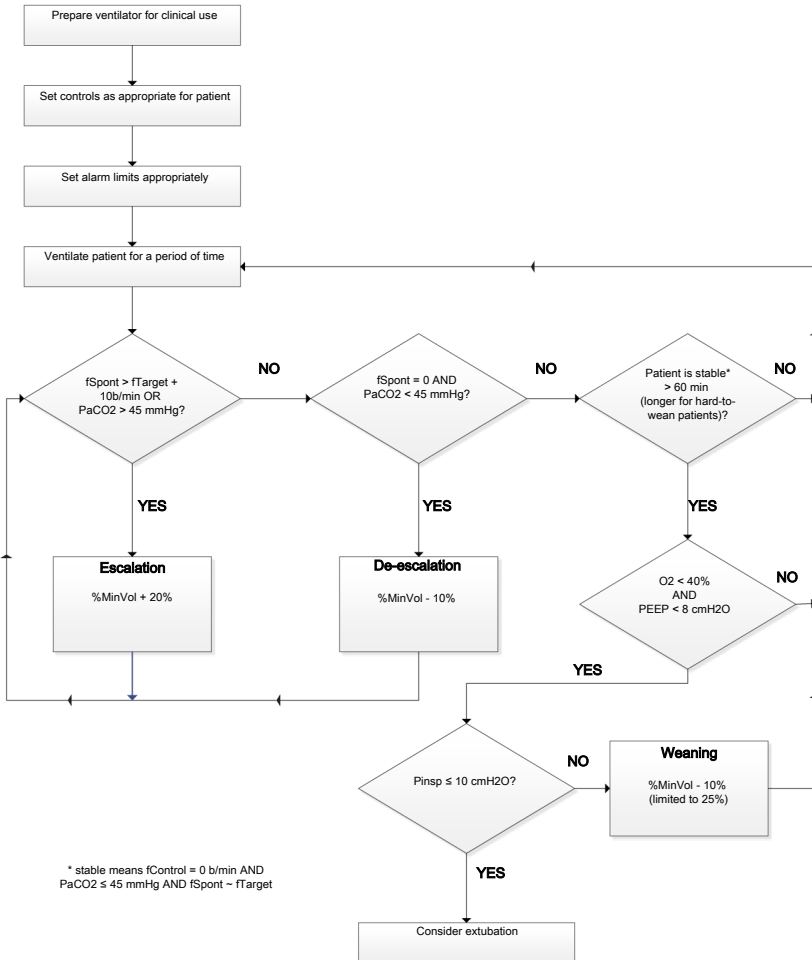 Prepare ventilator for clinical use
Set controls as appropriate for patient
Set alarm limits appropriately
Ventilate patient for a period of time
fSpont > fTarget +
10b/min OR
PaCO2 > 45 mmHg?
NO
fSpont = 0 AND
PaCO2 < 45 mmHg?
NO
Patient is stable*
> 60 min
(longer for hard-to-
wean patients)?
NO
YES
YES
YES
Escalation
%MinVol + 20%
De-escalation
%MinVol - 10%
O2 < 40%
AND
PEEP < 8 cmH2O
NO
YES
Pinsp ≤ 10 cmH2O?
NO
Weaning
%MinVol - 10%
(limited to 25%)
YES
* stable means fControl = 0 b/min AND
PaCO2 ≤ 45 mmHg AND fSpont ~ fTarget
Consider extubation